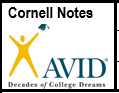 Cornell Notes
AVID®
Decades of College Dreams